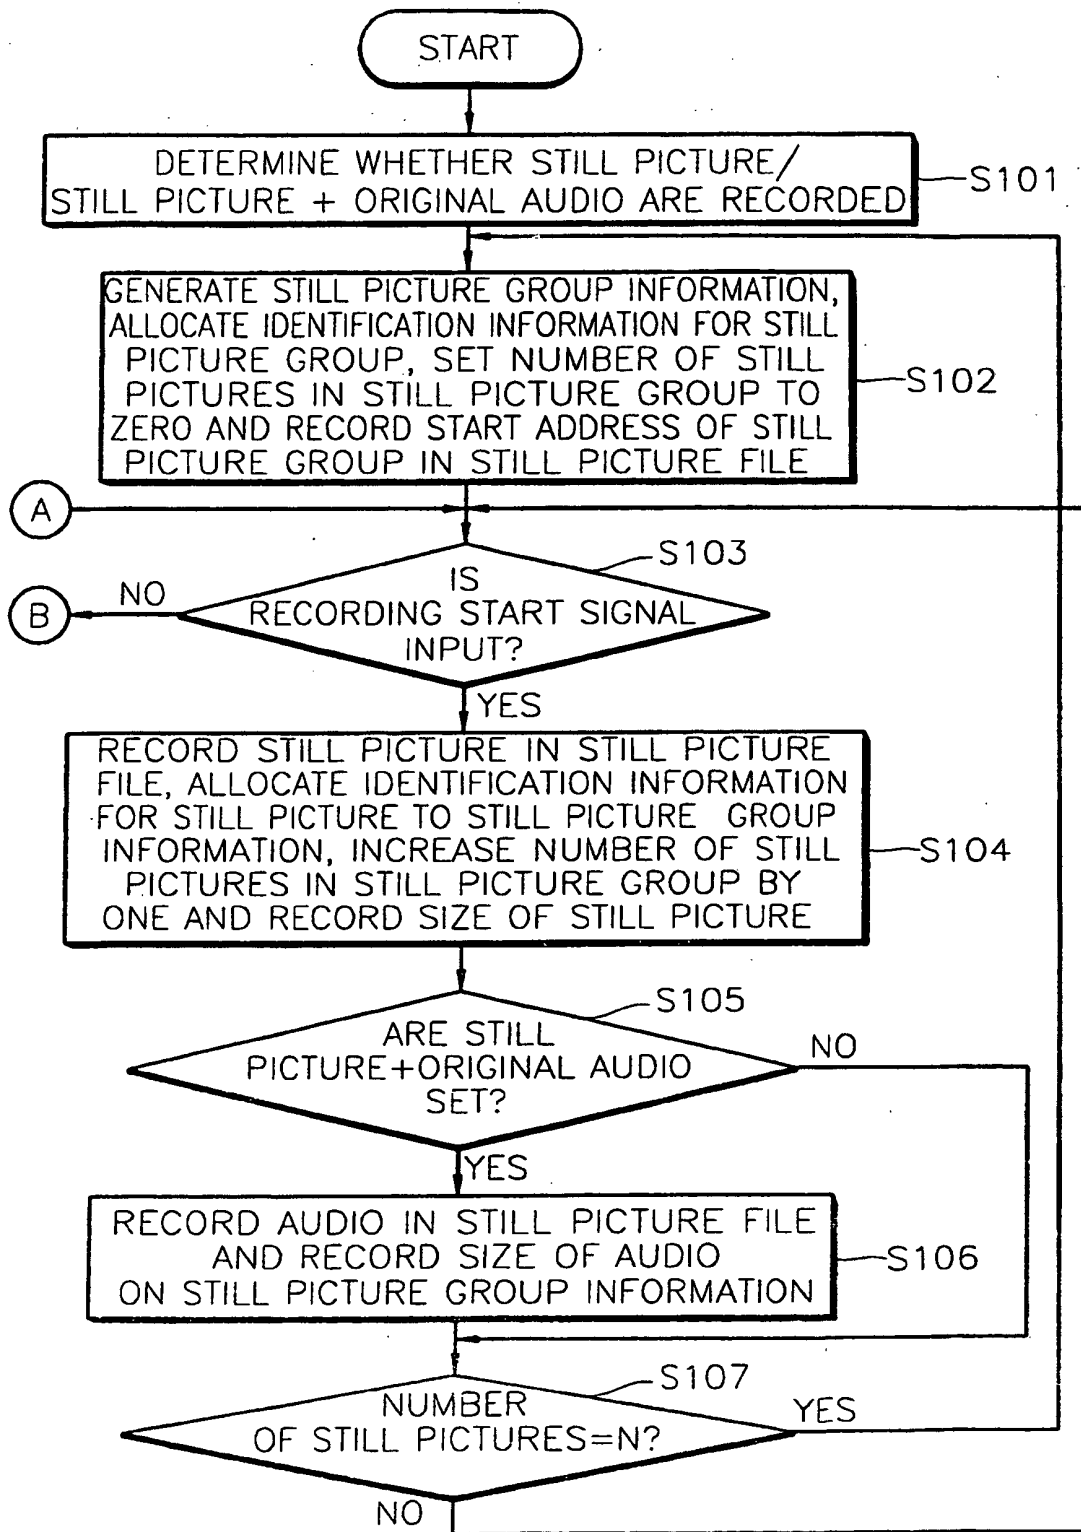 START
DETERMINE WHETHER STILL PICTURE/
STILL PICTURE + ORIGINAL AUDIO ARE RECORDED
S101
GENERATE STILL PICTURE GROUP INFORMATION,
ALLOCATE IDENTIFICATION INFORMATION FOR STILL
PICTURE GROUP, SET NUMBER OF STILL
PICTURES IN STILL PICTURE GROUP TO
ZERO AND RECORD START ADDRESS OF STILL
PICTURE GROUP IN STILL PICTURE FILE
S102
A
S103
IS
RECORDING START SIGNAL
INPUT?
NO
B
YES
RECORD STILL PICTURE IN STILL PICTURE
FILE, ALLOCATE IDENTIFICATION INFORMATION
FOR STILL PICTURE TO STILL PICTURE GROUP
INFORMATION, INCREASE NUMBER OF STILL
PICTURES IN STILL PICTURE GROUP BY
ONE AND RECORD SIZE OF STILL PICTURE
S104
S105
ARE STILL
PICTURE+ORIGINAL AUDIO
SET?
NO
YES
RECORD AUDIO IN STILL PICTURE FILE
AND RECORD SIZE OF AUDIO
ON STILL PICTURE GROUP INFORMATION
S106
S107
NUMBER
OF STILL PICTURES=N?
YES
NO